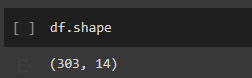 [ ] df.shape
(303, 14)